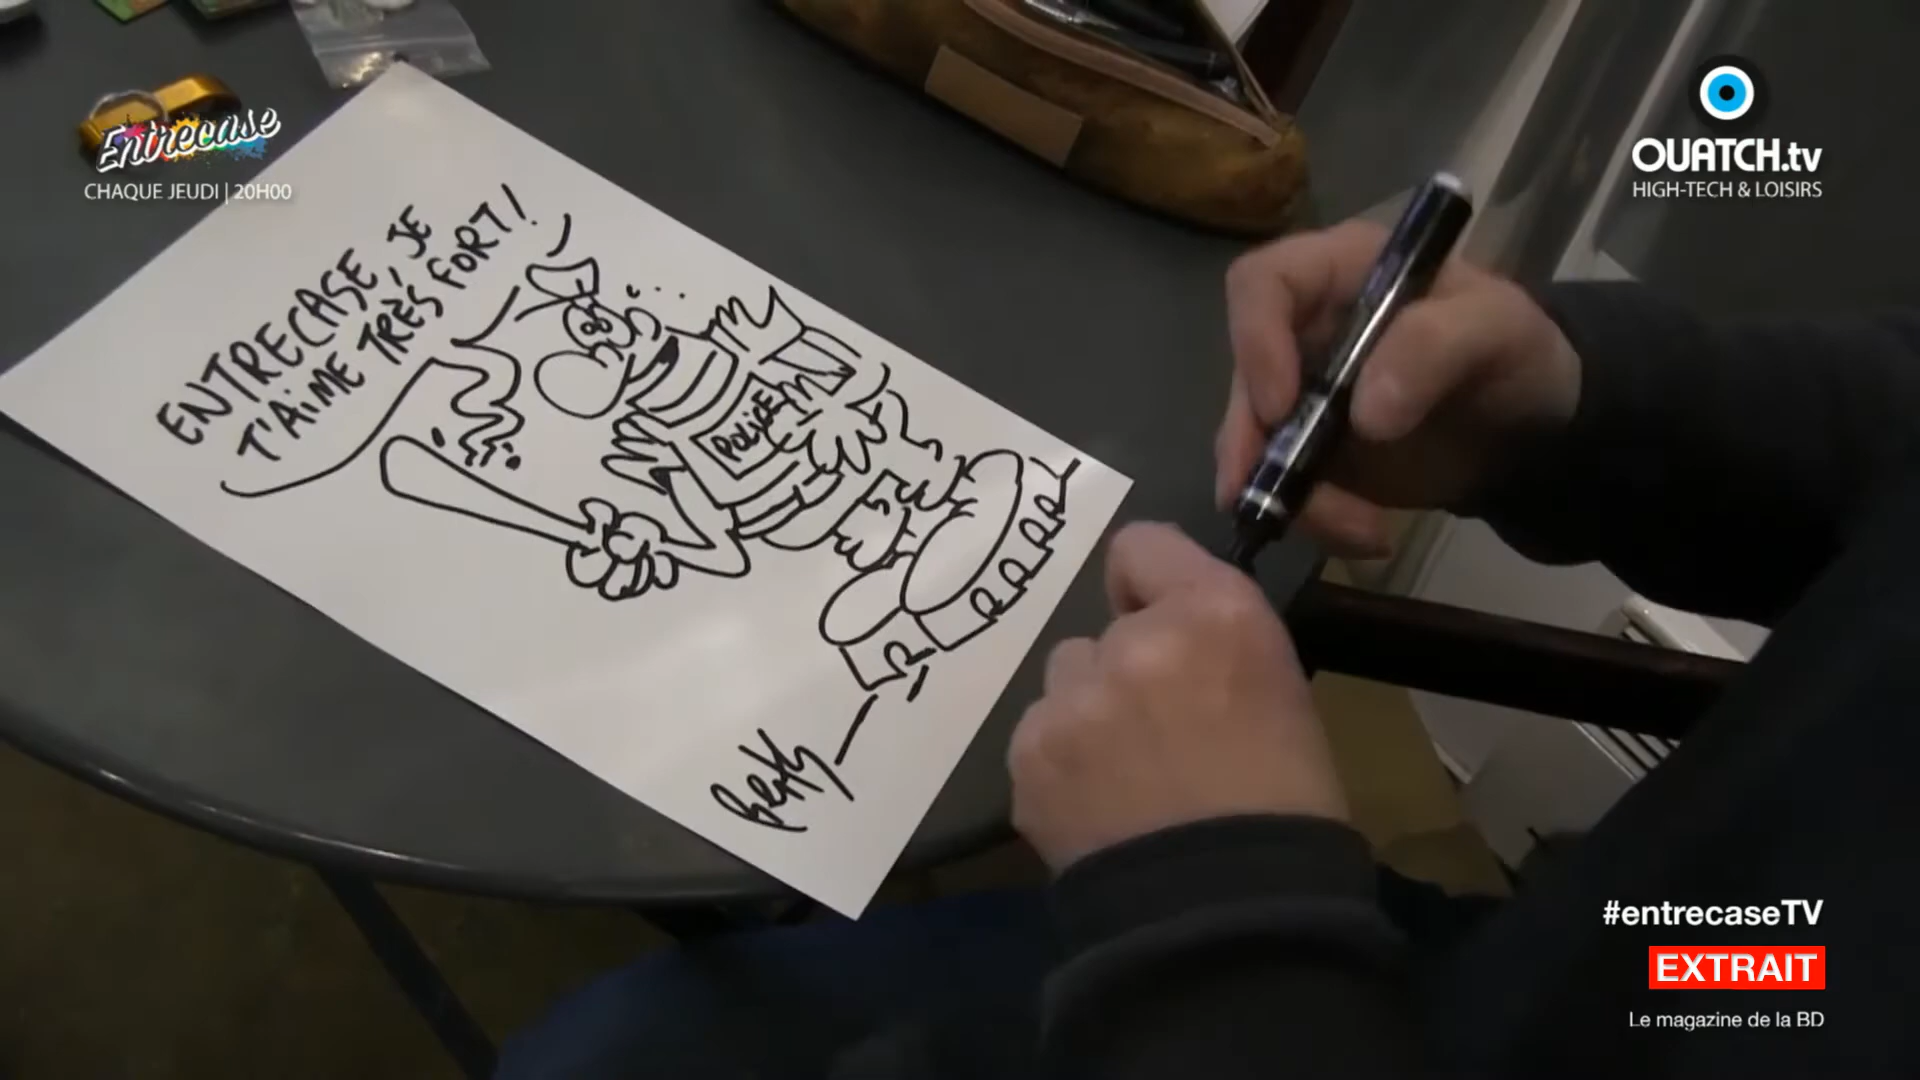 Entrecase
CHAQUE JEUDI | 20H00
OUATCH.tv
HIGH-TECH & LOISIRS
ENTRECASE, JE
T'AIME TRÈS FORT !
POLICE
#entrecaseTV
EXTRAIT
Le magazine de la BD